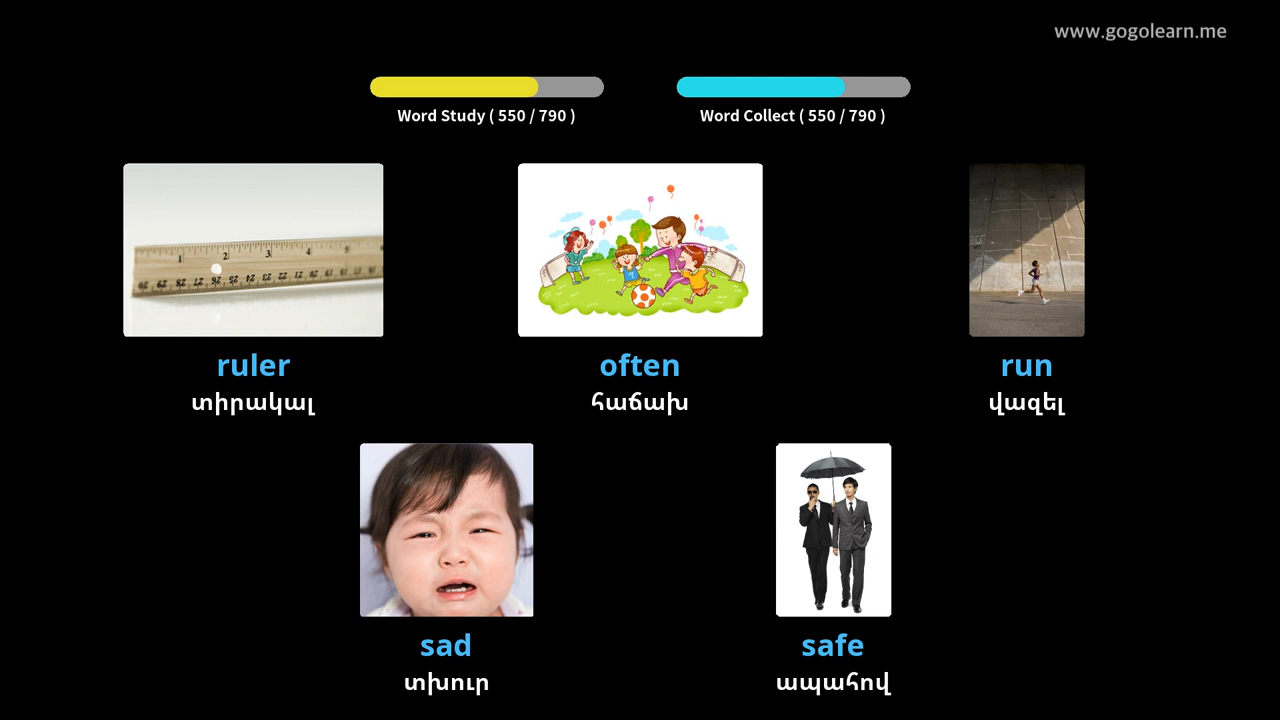 www.gogolearn.me
Word Study ( 550 / 790 )
Word Collect ( 550 / 790 )
ruler
տիրակալ
often
հաճախ
run
վազել
sad
տխուր
safe
ապահով